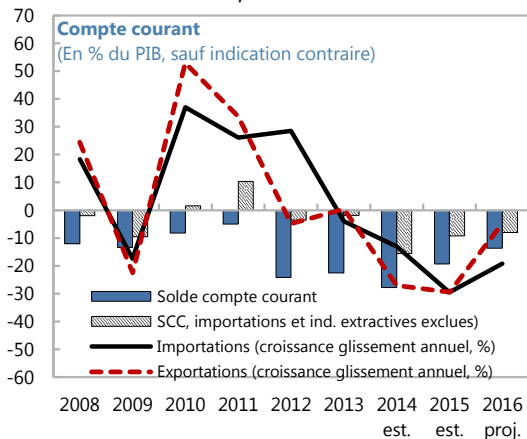 Compte courant
(En % du PIB, sauf indication contraire)
70
60
50
40
30
20
10
0
-10
-20
-30
-40
-50
-60
Solde compte courant
SCC, importations et ind. extractives exclues)
Importations (croissance glissement annuel, %)
Exportations (croissance glissement annuel, %)
2008 2009 2010 2011 2012 2013 2014 2015 2016
est. est. proj.